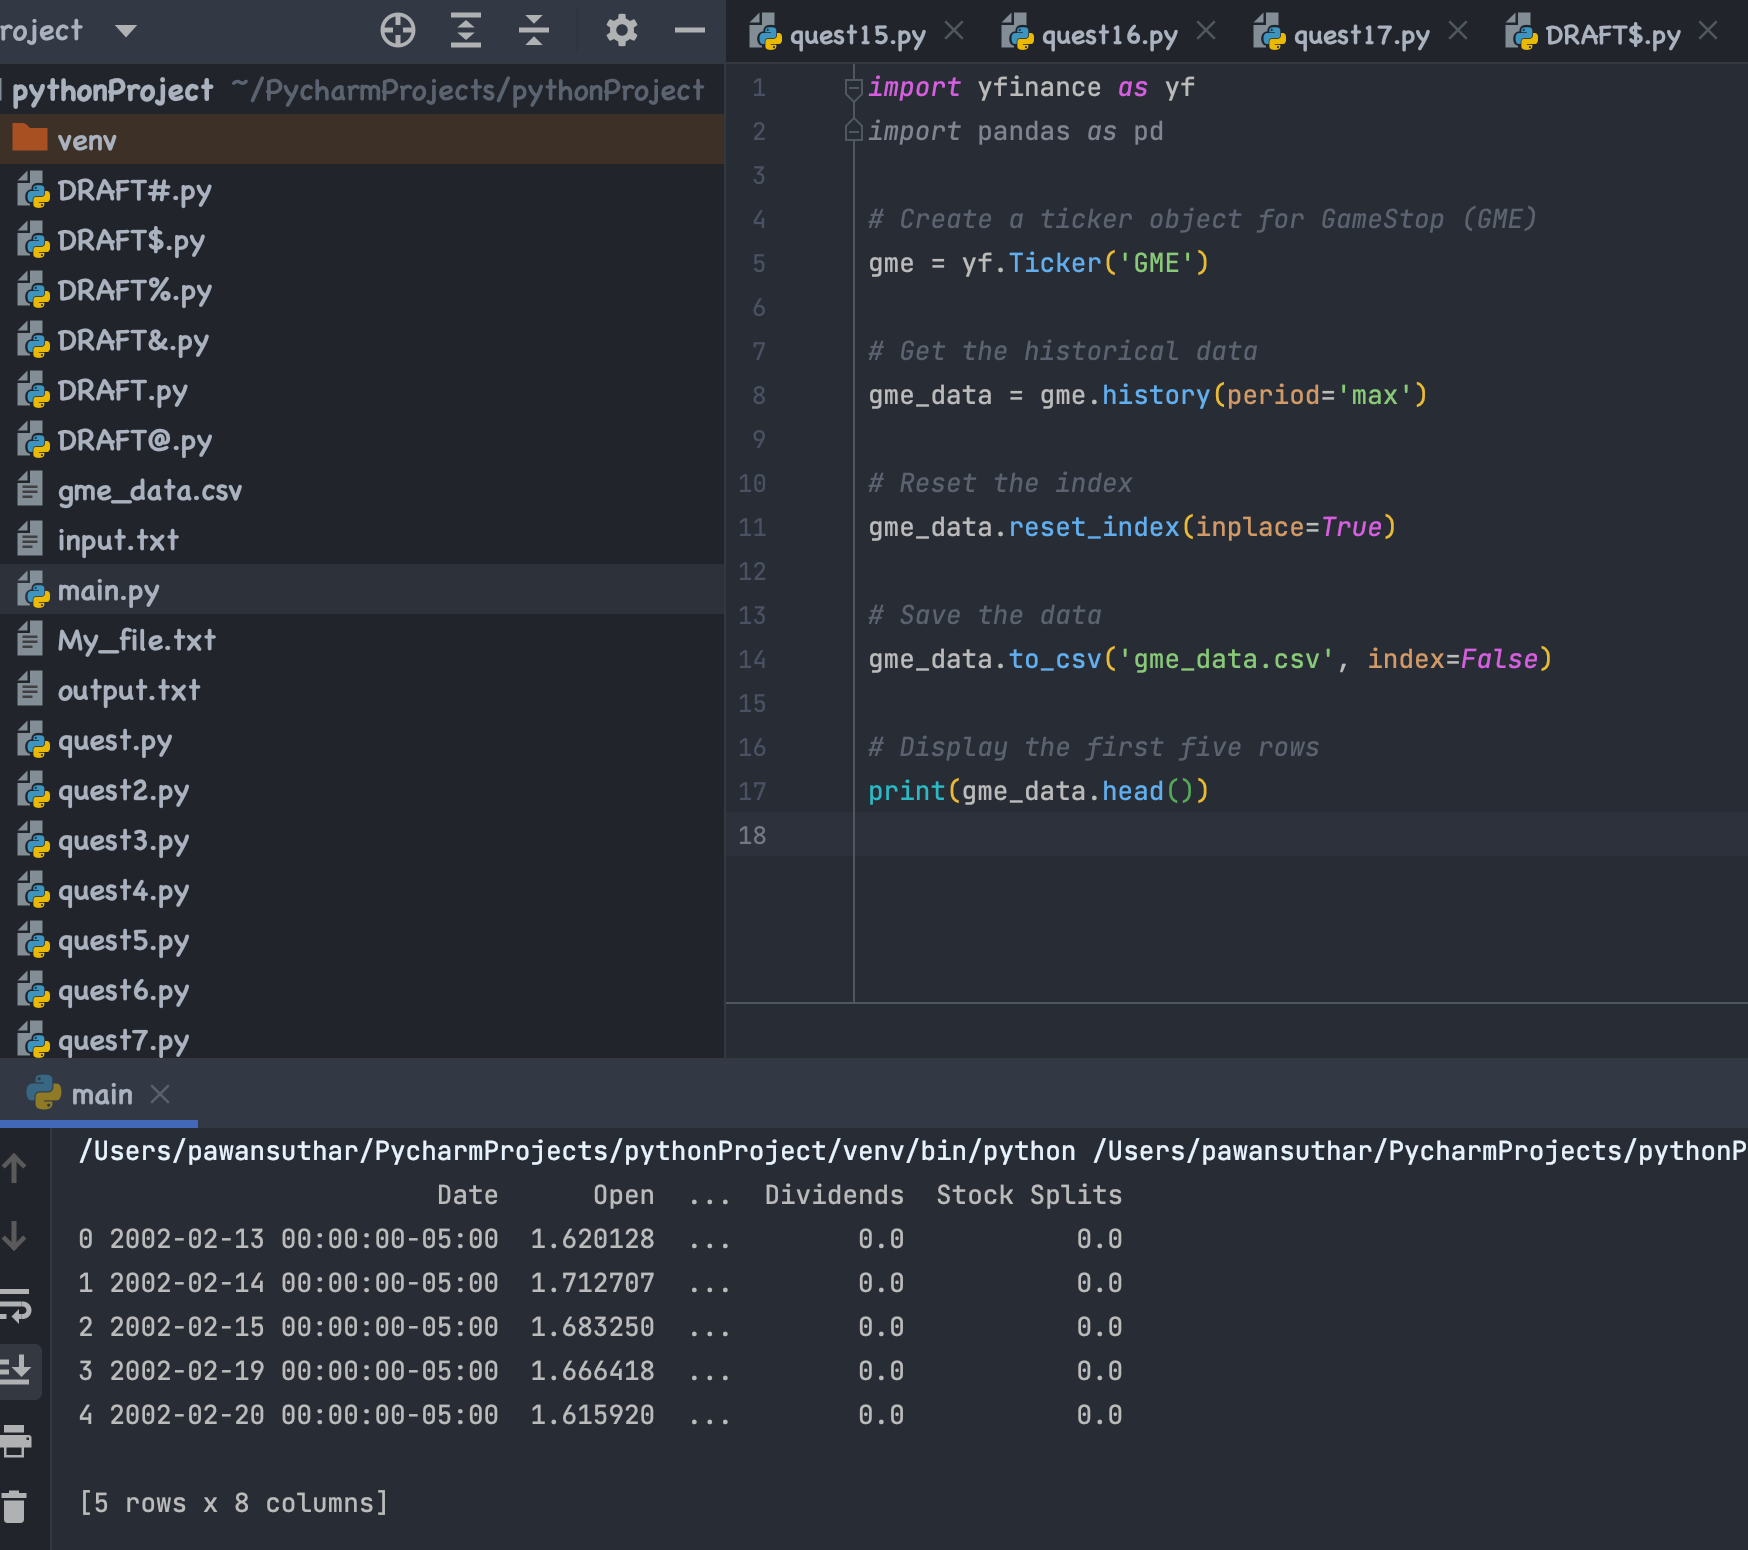 roject
pythonProject ~/PycharmProjects/pythonProject
venv
DRAFT#.py
DRAFT$.py
DRAFT%.py
DRAFT&.py
DRAFT.py
DRAFT@.py
gme_data.csv
input.txt
main.py
My_file.txt
output.txt
quest.py
quest2.py
quest3.py
quest4.py
quest5.py
quest6.py
quest7.py
quest15.py quest16.py quest17.py DRAFT$.py
1 import yfinance as yf
2 import pandas as pd
3
4 # Create a ticker object for GameStop (GME)
5 gme = yf.Ticker('GME')
6
7 # Get the historical data
8 gme_data = gme.history(period='max')
9
10 # Reset the index
11 gme_data.reset_index(inplace=True)
12
13 # Save the data
14 gme_data.to_csv('gme_data.csv', index=False)
15
16 # Display the first five rows
17 print(gme_data.head())
18
main
/Users/pawansuthar/PycharmProjects/pythonProject/venv/bin/python /Users/pawansuthar/PycharmProjects/pythonP
Date Open ... Dividends Stock Splits
0 2002-02-13 00:00:00-05:00 1.620128 ... 0.0 0.0
1 2002-02-14 00:00:00-05:00 1.712707 ... 0.0 0.0
2 2002-02-15 00:00:00-05:00 1.683250 ... 0.0 0.0
3 2002-02-19 00:00:00-05:00 1.666418 ... 0.0 0.0
4 2002-02-20 00:00:00-05:00 1.615920 ... 0.0 0.0
[5 rows x 8 columns]